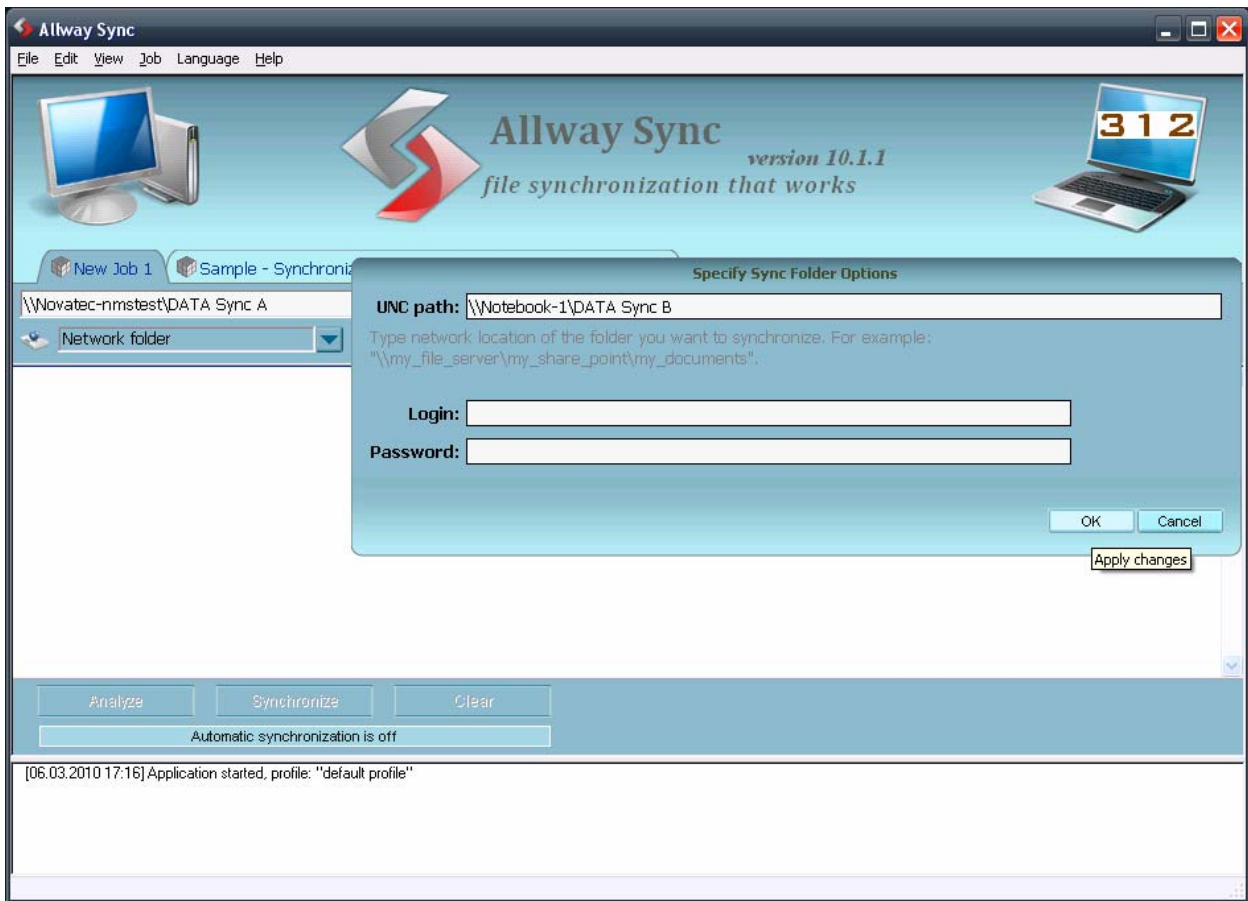 Allway Sync
File Edit View Job Language Help
Allway Sync
version 10.1.1
file synchronization that works
312
New Job 1
Sample - Synchroniz
\\Novatec-nmstest\DATA Sync A
Network folder
Specify Sync Folder Options
UNC path: \\Notebook-1\DATA Sync B
Type network location of the folder you want to synchronize. For example:
"\\my_file_server\my_share_point\my_documents".
Login:
Password:
OK Cancel
Apply changes
Analyze Synchronize Clear
Automatic synchronization is off
[06.03.2010 17:16] Application started, profile: "default profile"